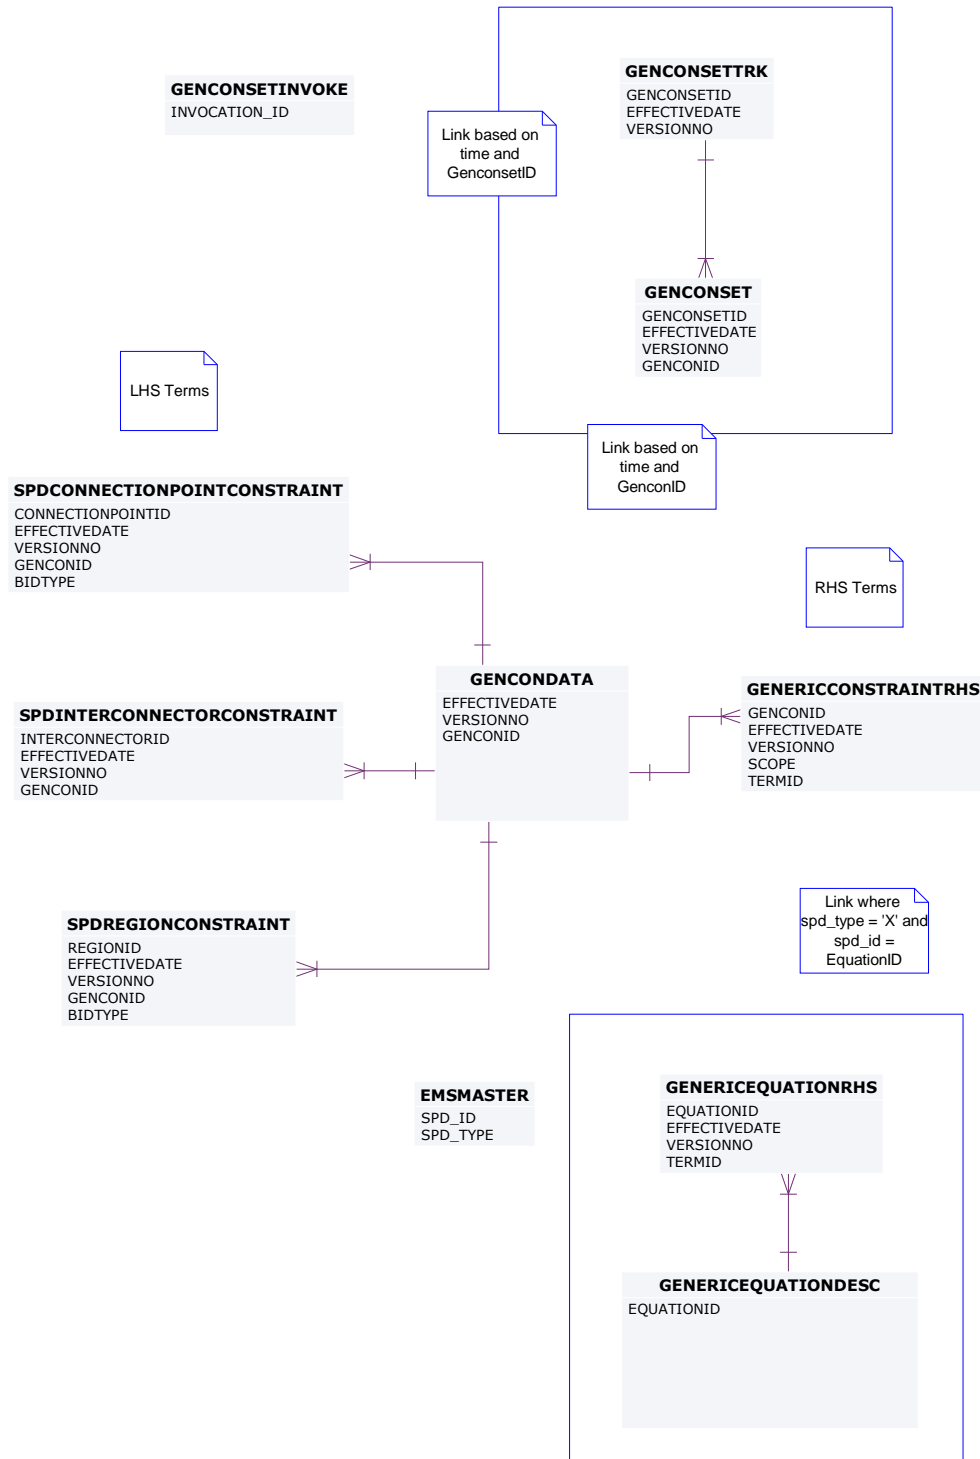 GENCONSETINVOKE
INVOCATION_ID
GENCONSETTRK
GENCONSETID
EFFECTIVEDATE
VERSIONNO
Link based on
time and
GenconsetID
GENCONSET
GENCONSETID
EFFECTIVEDATE
VERSIONNO
GENCONID
LHS Terms
Link based on
time and
GenconID
SPDCONNECTIONPOINTCONSTRAINT
CONNECTIONPOINTID
EFFECTIVEDATE
VERSIONNO
GENCONID
BIDTYPE
RHS Terms
GENCONDATA
EFFECTIVEDATE
VERSIONNO
GENCONID
GENERICCONSTRAINTRHS
GENCONID
EFFECTIVEDATE
VERSIONNO
SCOPE
TERMID
SPDINTERCONNECTORCONSTRAINT
INTERCONNECTORID
EFFECTIVEDATE
VERSIONNO
GENCONID
SPDREGIONCONSTRAINT
REGIONID
EFFECTIVEDATE
VERSIONNO
GENCONID
BIDTYPE
Link where
spd_type = 'X' and
spd_id =
EquationID
EMSMASTER
SPD_ID
SPD_TYPE
GENERICEQUATIONRHS
EQUATIONID
EFFECTIVEDATE
VERSIONNO
TERMID
GENERICEQUATIONDESC
EQUATIONID